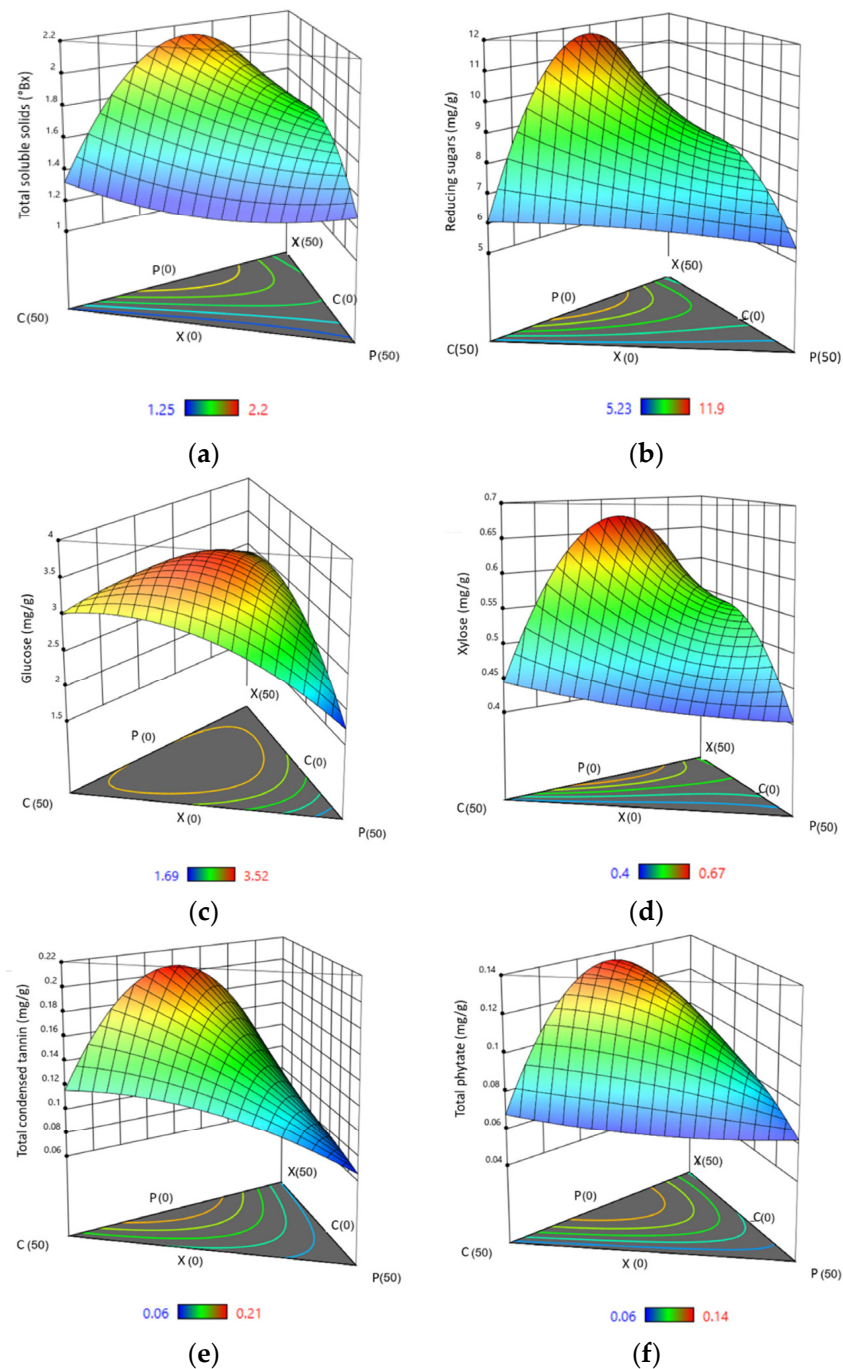 2.2
2
1.8
1.6
1.4
1.2
1
Total soluble solids (°Bx)
X(50)
P(0)
C(0)
C(50)
X(0)
P(50)
1.25 2.2
(a)
12
11
10
9
8
7
6
5
Reducing sugars (mg/g)
X(50)
P(0)
C(0)
C(50)
X(0)
P(50)
5.23 11.9
(b)
4
3.5
3
2.5
2
1.5
Glucose (mg/g)
X(50)
P(0)
C(0)
C(50)
X(0)
P(50)
1.69 3.52
(c)
0.7
0.65
0.6
0.55
0.5
0.45
0.4
Xylose (mg/g)
X(50)
P(0)
C(0)
C(50)
X(0)
P(50)
0.4 0.67
(d)
0.22
0.2
0.18
0.16
0.14
0.12
0.1
0.08
0.06
Total condensed tannin (mg/g)
X(50)
P(0)
C(0)
C(50)
X(0)
P(50)
0.06 0.21
(e)
0.14
0.12
0.1
0.08
0.06
0.04
Total phytate (mg/g)
X(50)
P(0)
C(0)
C(50)
X(0)
P(50)
0.06 0.14
(f)